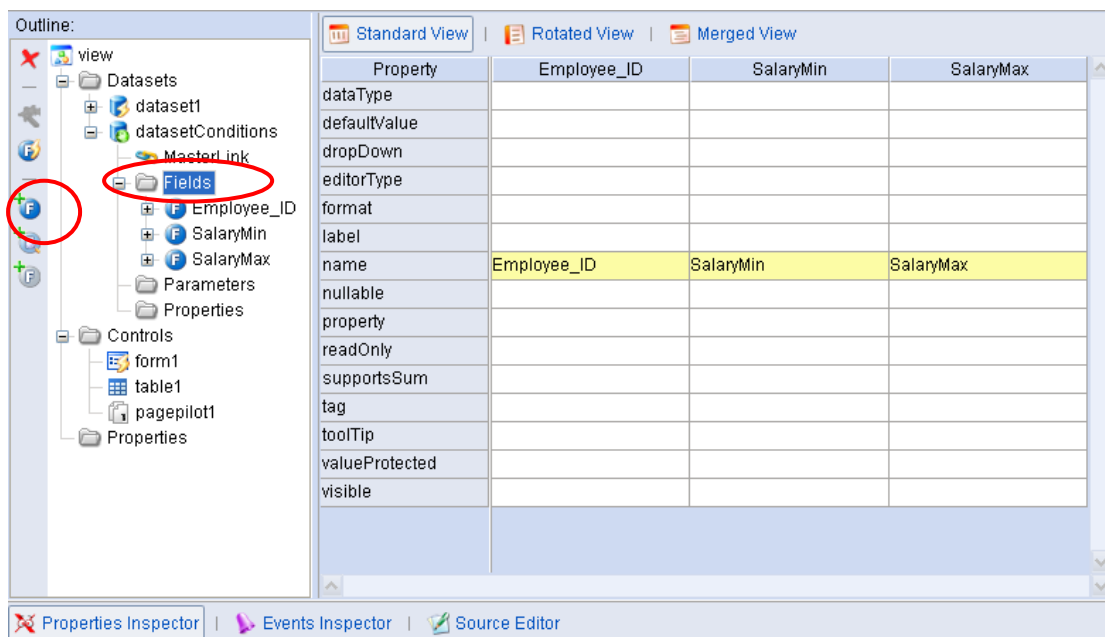 Outline:
view
Datasets
dataset1
datasetConditions
MasterLink
Fields
Employee_ID
SalaryMin
SalaryMax
Parameters
Properties
Controls
form1
table1
pagepilot1
Properties
Standard View | Rotated View | Merged View
Property Employee_ID SalaryMin SalaryMax
dataType
defaultValue
dropDown
editorType
format
label
name Employee_ID SalaryMin SalaryMax
nullable
property
readOnly
supportsSum
tag
toolTip
valueProtected
visible
Properties Inspector | Events Inspector | Source Editor